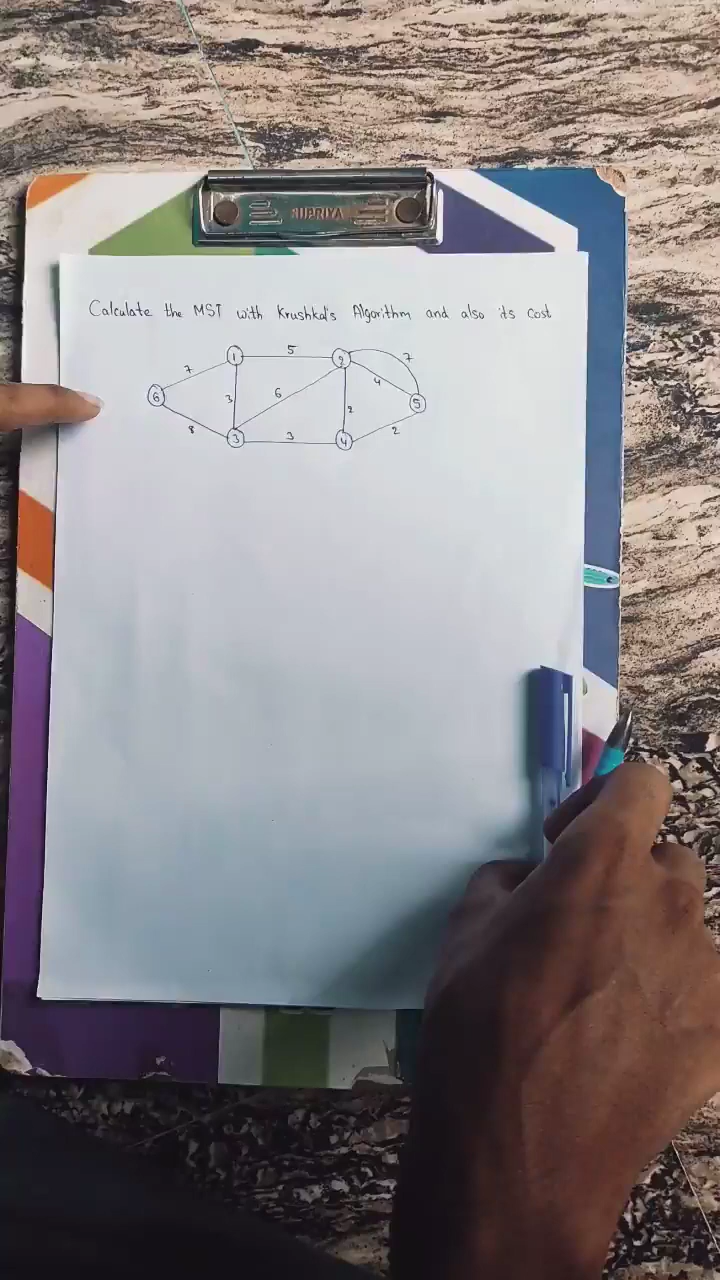 SUPRIYA
Calculate the MST with Krushkal's Algorithm and also its cost
1 5 2 7
7 4
6 3 6 2 5
8 3 3 4 2